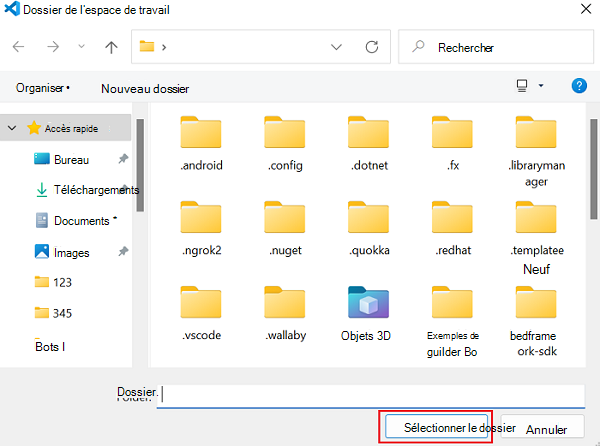 Dossier de l'espace de travail
Rechercher
Organiser
Nouveau dossier
Accès rapide
Bureau
Téléchargements
Documents
Images
123
345
Bots I
.android
.config
.dotnet
.fx
.librarymanager
.ngrok2
.nuget
.quokka
.redhat
.templatee
Neuf
.vscode
.wallaby
Objets 3D
Exemples de
guilder Bo
bedframe
ork-sdk
Dossier.
Folder:
Sélectionner le dossier
Annuler